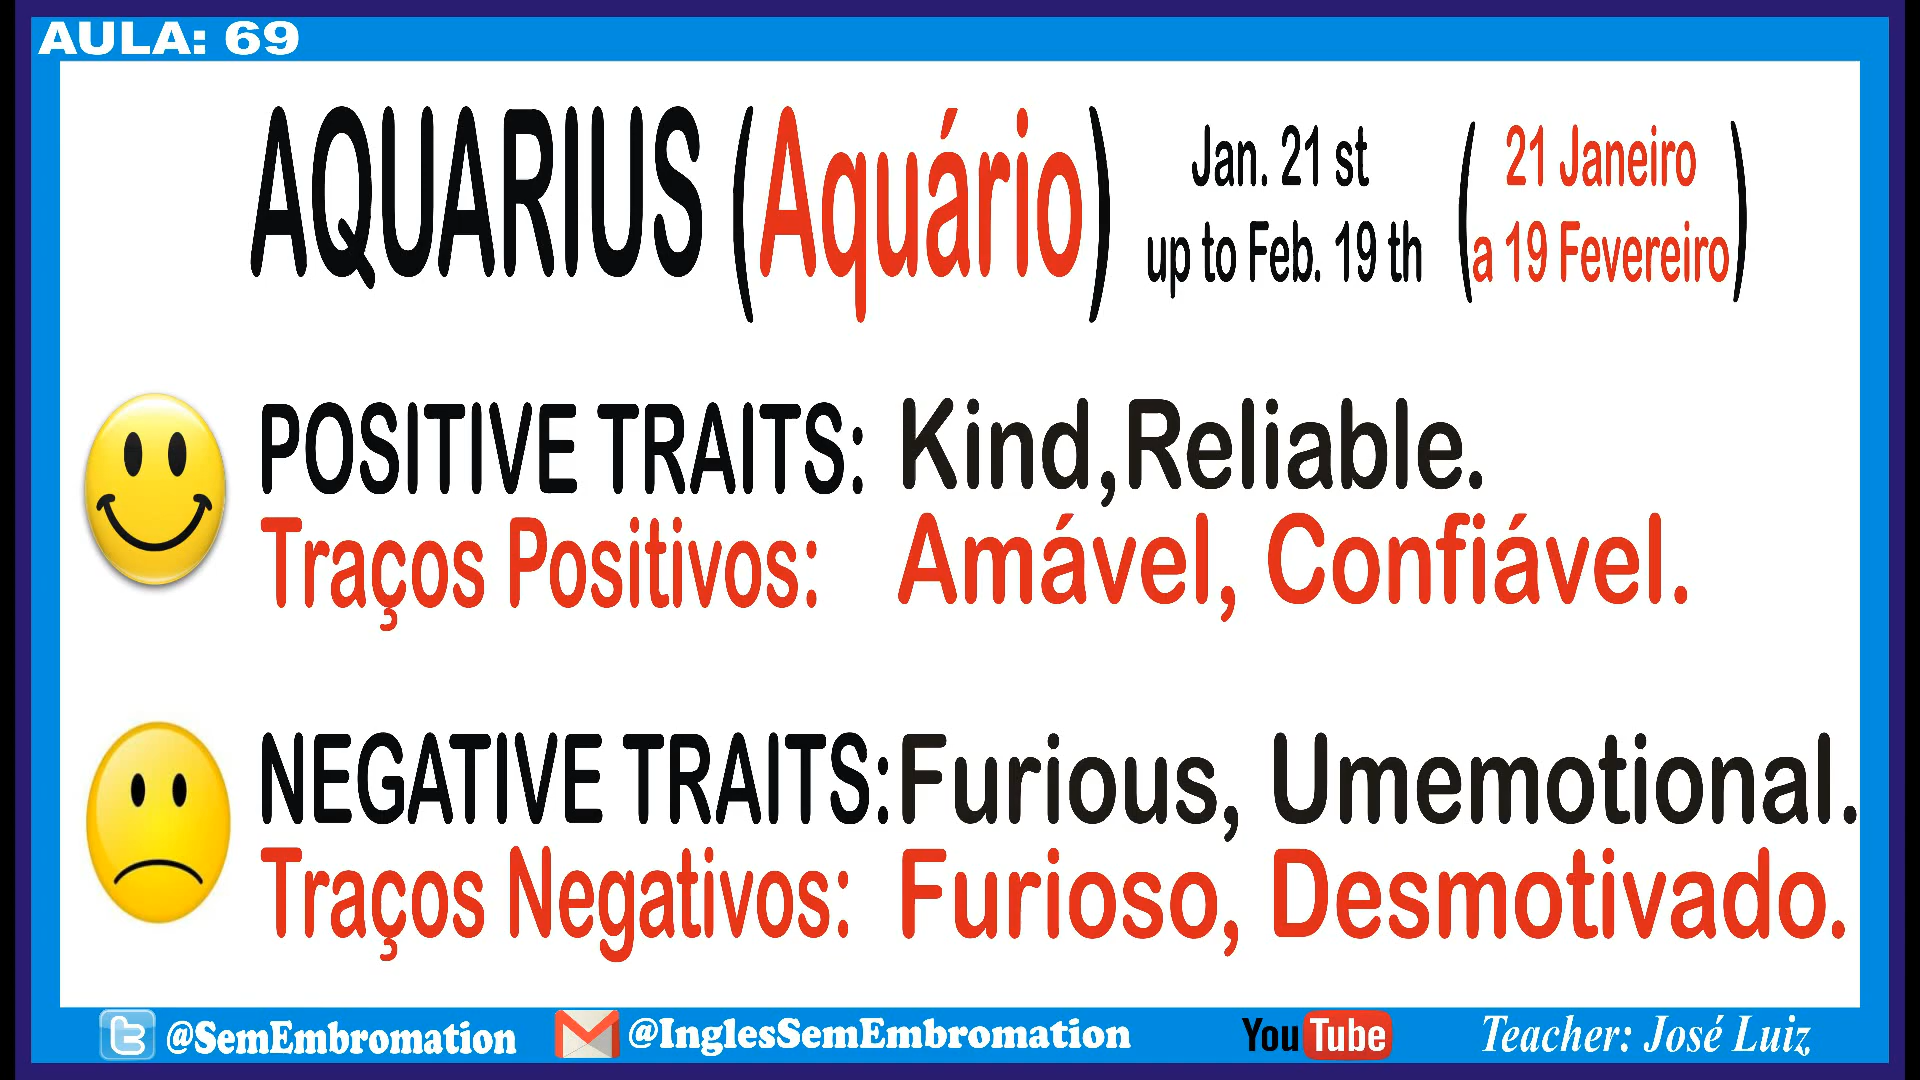 AULA: 69
AQUARIUS (Aquário) Jan. 21 st up to Feb. 19 th (21 Janeiro a 19 Fevereiro)
POSITIVE TRAITS: Kind,Reliable.
Traços Positivos: Amável, Confiável.
NEGATIVE TRAITS:Furious, Umemotional.
Traços Negativos: Furioso, Desmotivado.
@SemEmbromation @InglesSemEmbromation YouTube Teacher: José Luiz